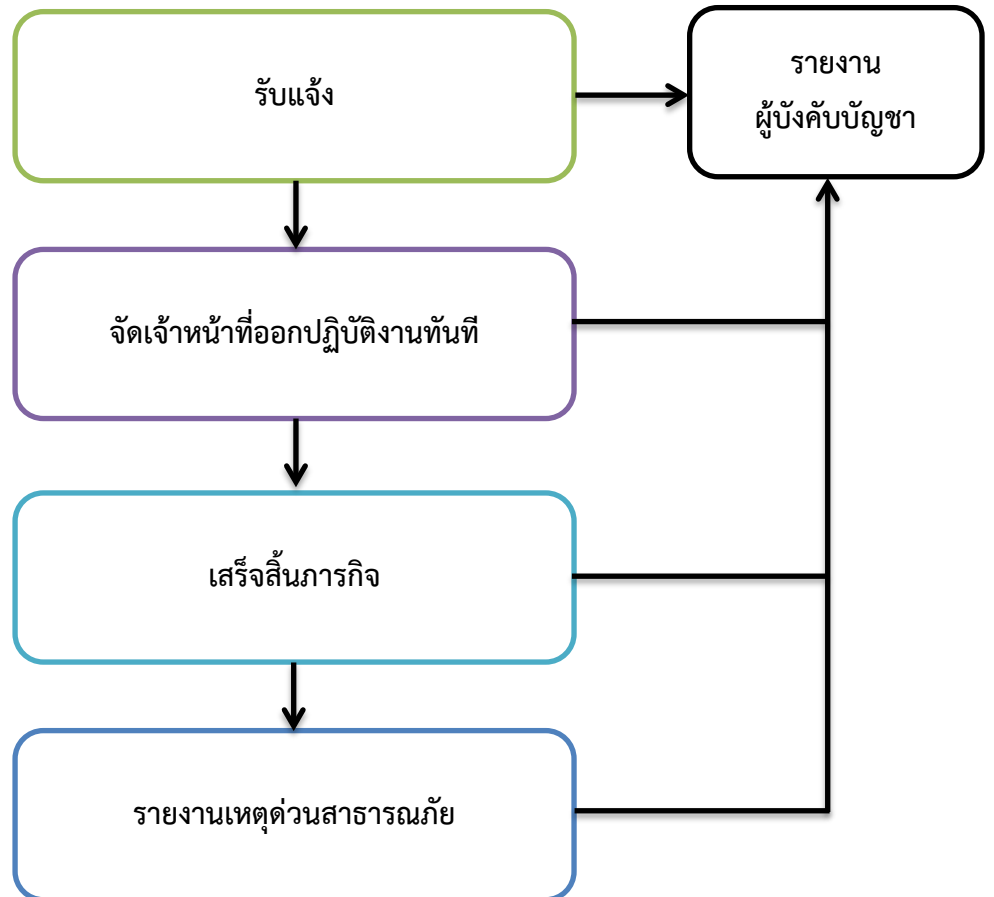 รับแจ้ง
รายงาน
ผู้บังคับบัญชา
จัดเจ้าหน้าที่ออกปฏิบัติงานทันที
เสร็จสิ้นภารกิจ
รายงานเหตุด่วนสาธารณภัย